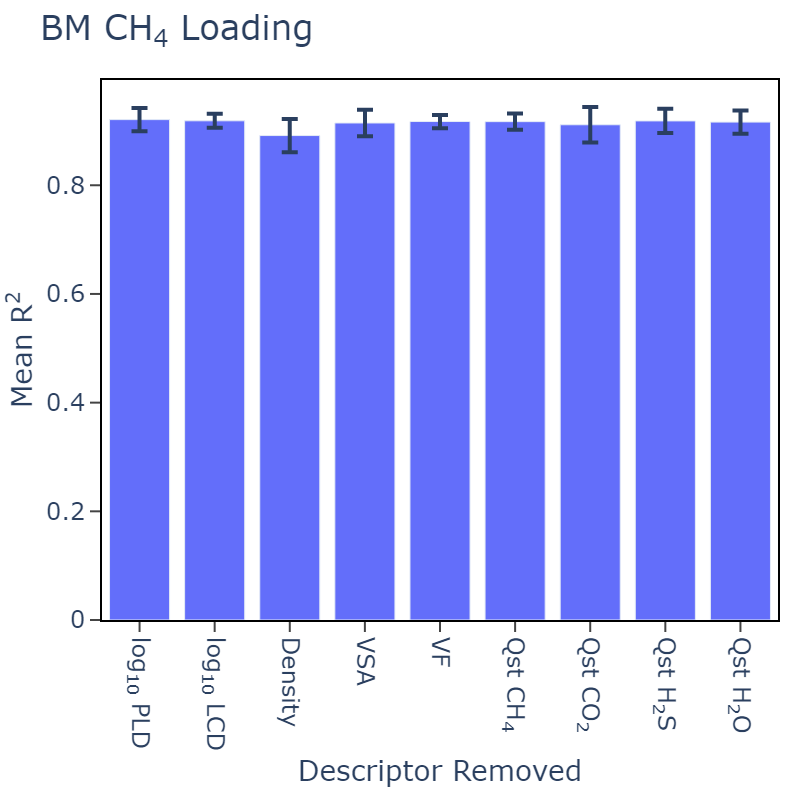 BM CH₄ Loading
Mean R²
0.8
0.6
0.4
0.2
0
log₁₀ PLD
log₁₀ LCD
Density
VSA
VF
Qst CH₄
Qst CO₂
Qst H₂S
Qst H₂O
Descriptor Removed